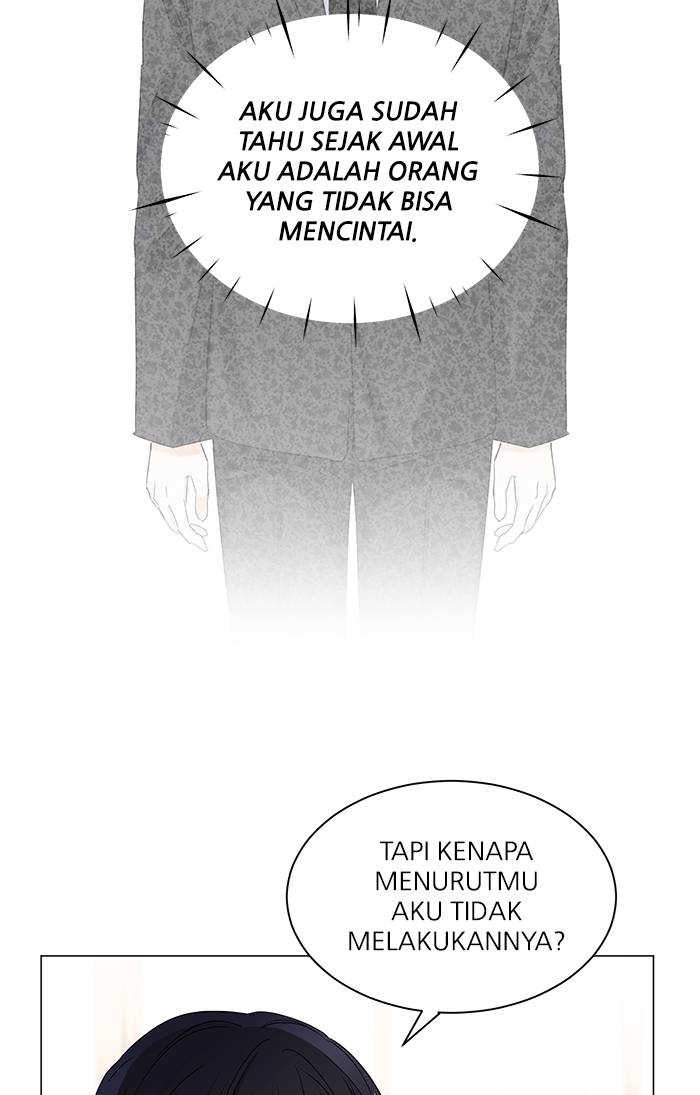 AKU JUGA SUDAH
TAHU SEJAK AWAL
AKU ADALAH ORANG
YANG TIDAK BISA
MENCINTAI.
TAPI KENAPA
MENURUTMU
AKU TIDAK
MELAKUKANNYA?